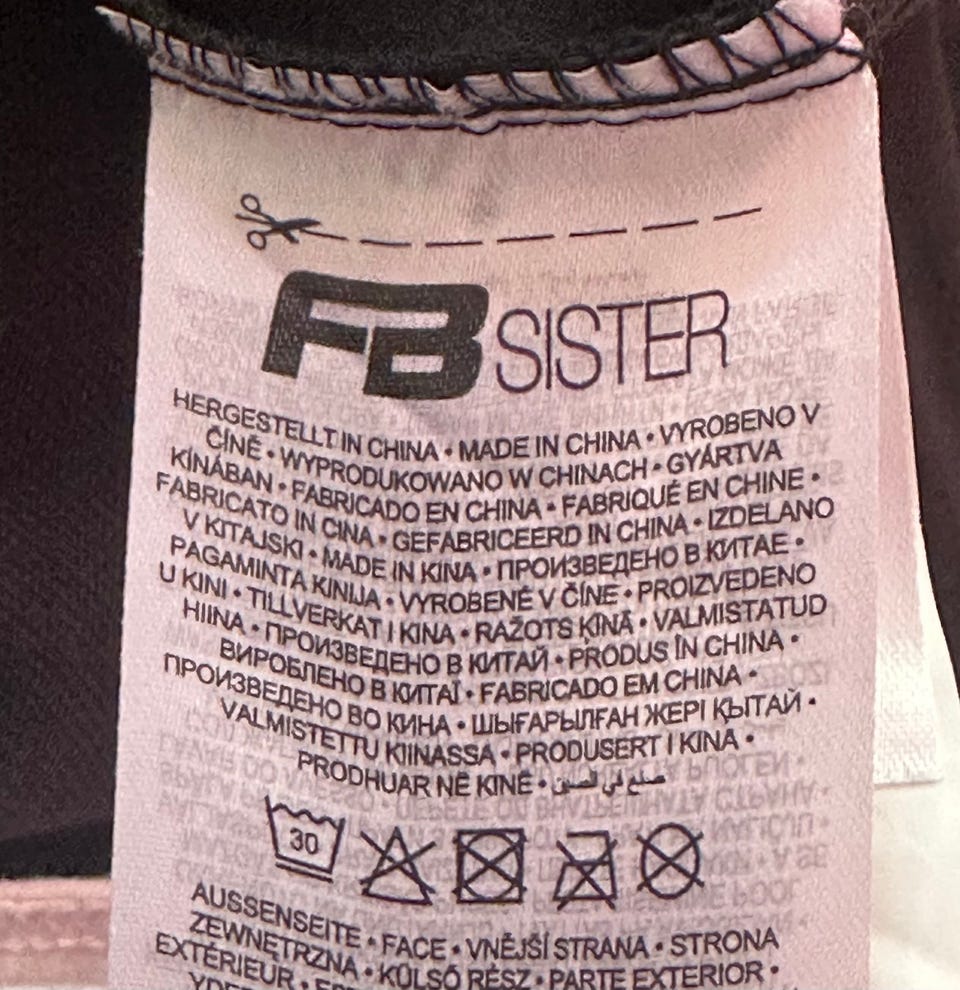 FB SISTER
HERGESTELLT IN CHINA • MADE IN CHINA • VYROBENO V
ČÍNĚ • WYPRODUKOWANO W CHINACH • GYÁRTVA
KÍNÁBAN • FABRICADO EN CHINA • FABRIQUÉ EN CHINE •
FABRICATO IN CINA • GEFABRICEERD IN CHINA • IZDELANO
V KITAJSKI • MADE IN KINA • ПРОИЗВЕДЕНО В КИТАЕ •
PAGAMINTA KINIJA • VYROBENÉ V ČÍNE • PROIZVEDENO
U KINI • TILLVERKAT I KINA • RAŽOTS ĶĪNĀ • VALMISTATUD
HIINA • ПРОИЗВЕДЕНО В КИТАЙ • PRODUS ÎN CHINA •
ВИРОБЛЕНО В КИТАЇ • FABRICADO EM CHINA •
ПРОИЗВЕДЕНО ВО КИНА • ШЫҒАРЫЛҒАН ЖЕРІ ҚЫТАЙ •
VALMISTETTU KIINASSA • PRODUSERT I KINA •
PRODHUAR NË KINË • صنع في الصين
30
AUSSENSEITE • FACE • VNĚJŠÍ STRANA • STRONA
ZEWNĘTRZNA • KÜLSŐ RÉSZ • PARTE EXTERIOR •
EXTÉRIEUR •